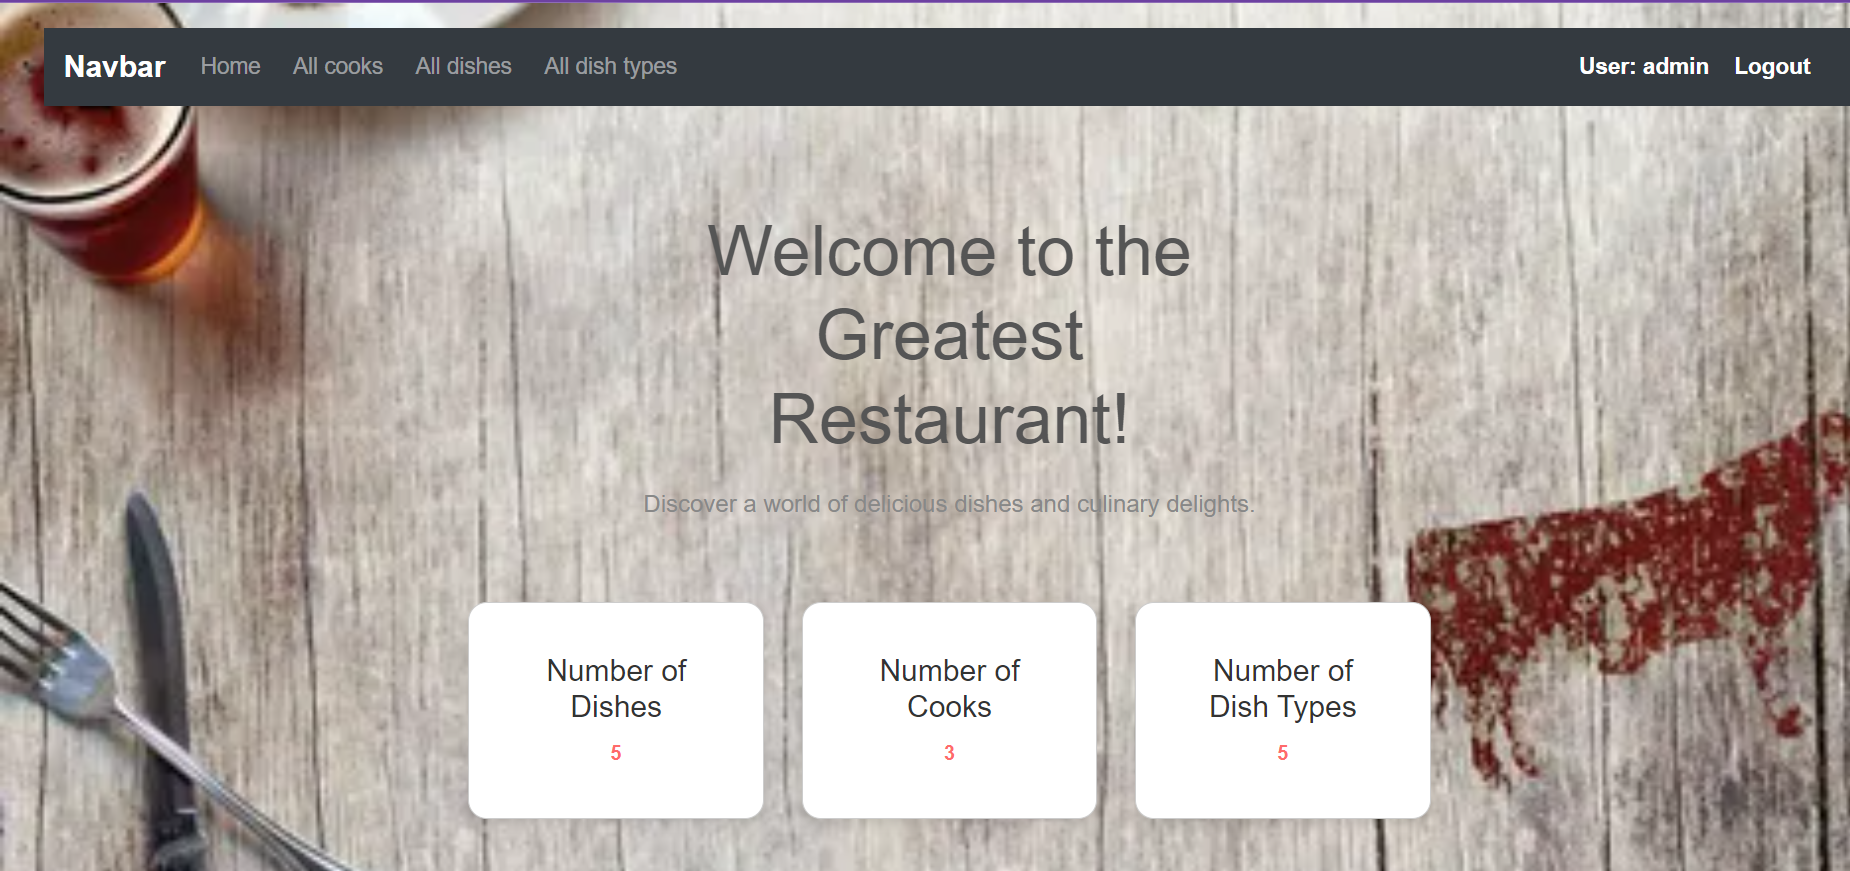 Navbar Home All cooks All dishes All dish types User: admin Logout
Welcome to the
Greatest
Restaurant!
Discover a world of delicious dishes and culinary delights.
Number of
Dishes
5
Number of
Cooks
3
Number of
Dish Types
5